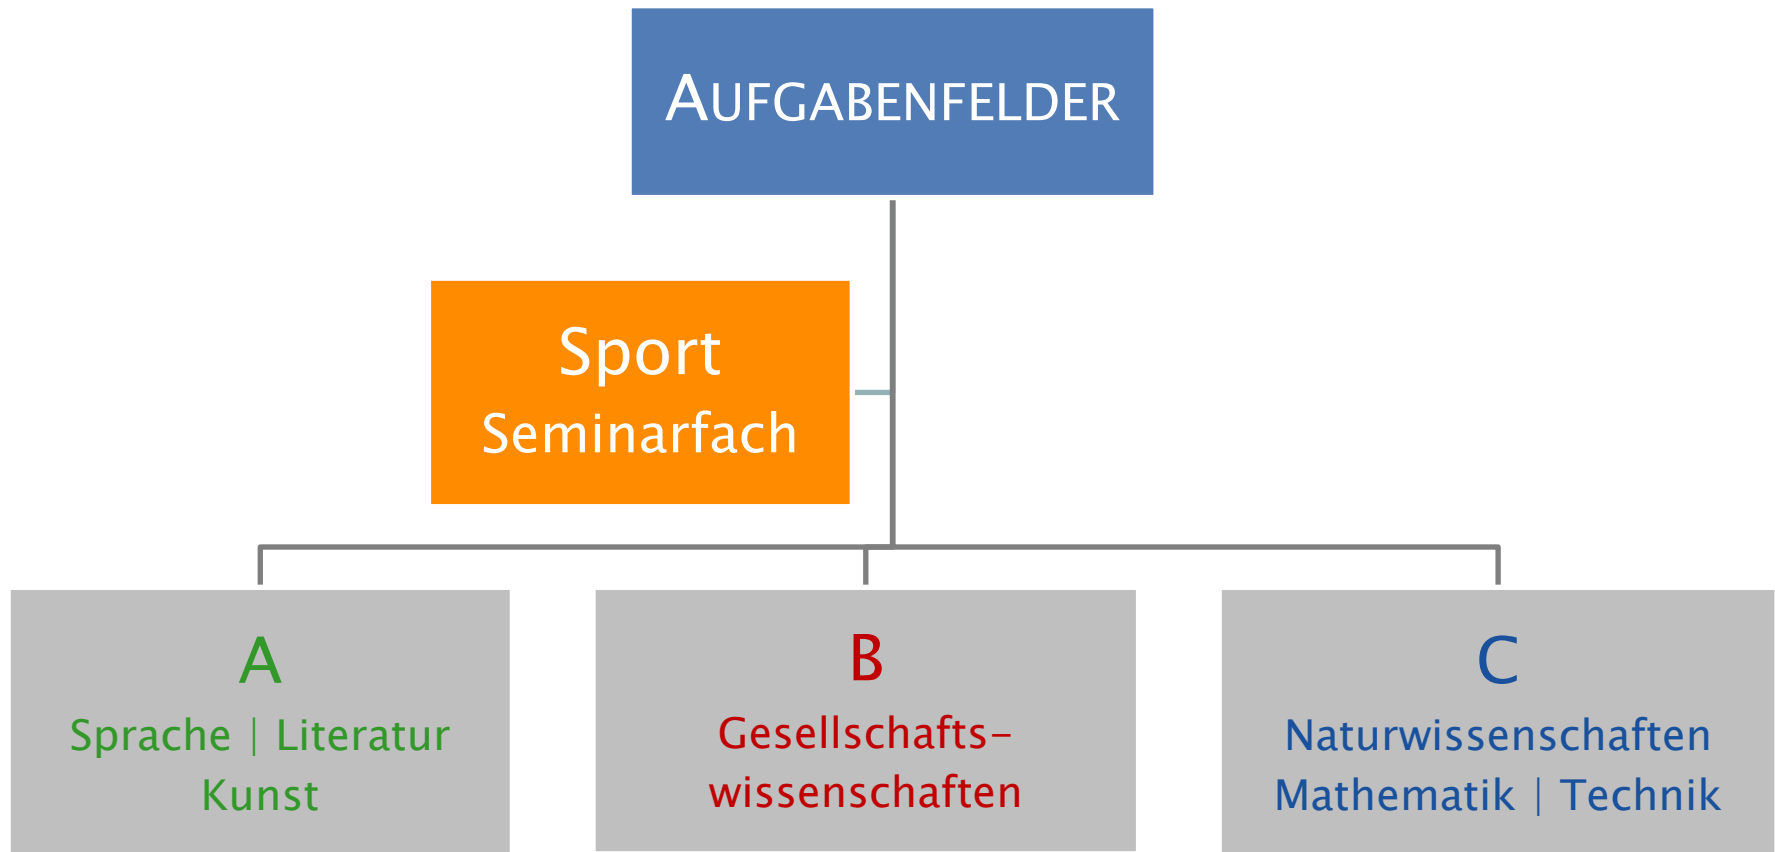 AUFGABENFELDER
Sport
Seminarfach
A
Sprache | Literatur
Kunst
B
Gesellschafts-
wissenschaften
C
Naturwissenschaften
Mathematik | Technik